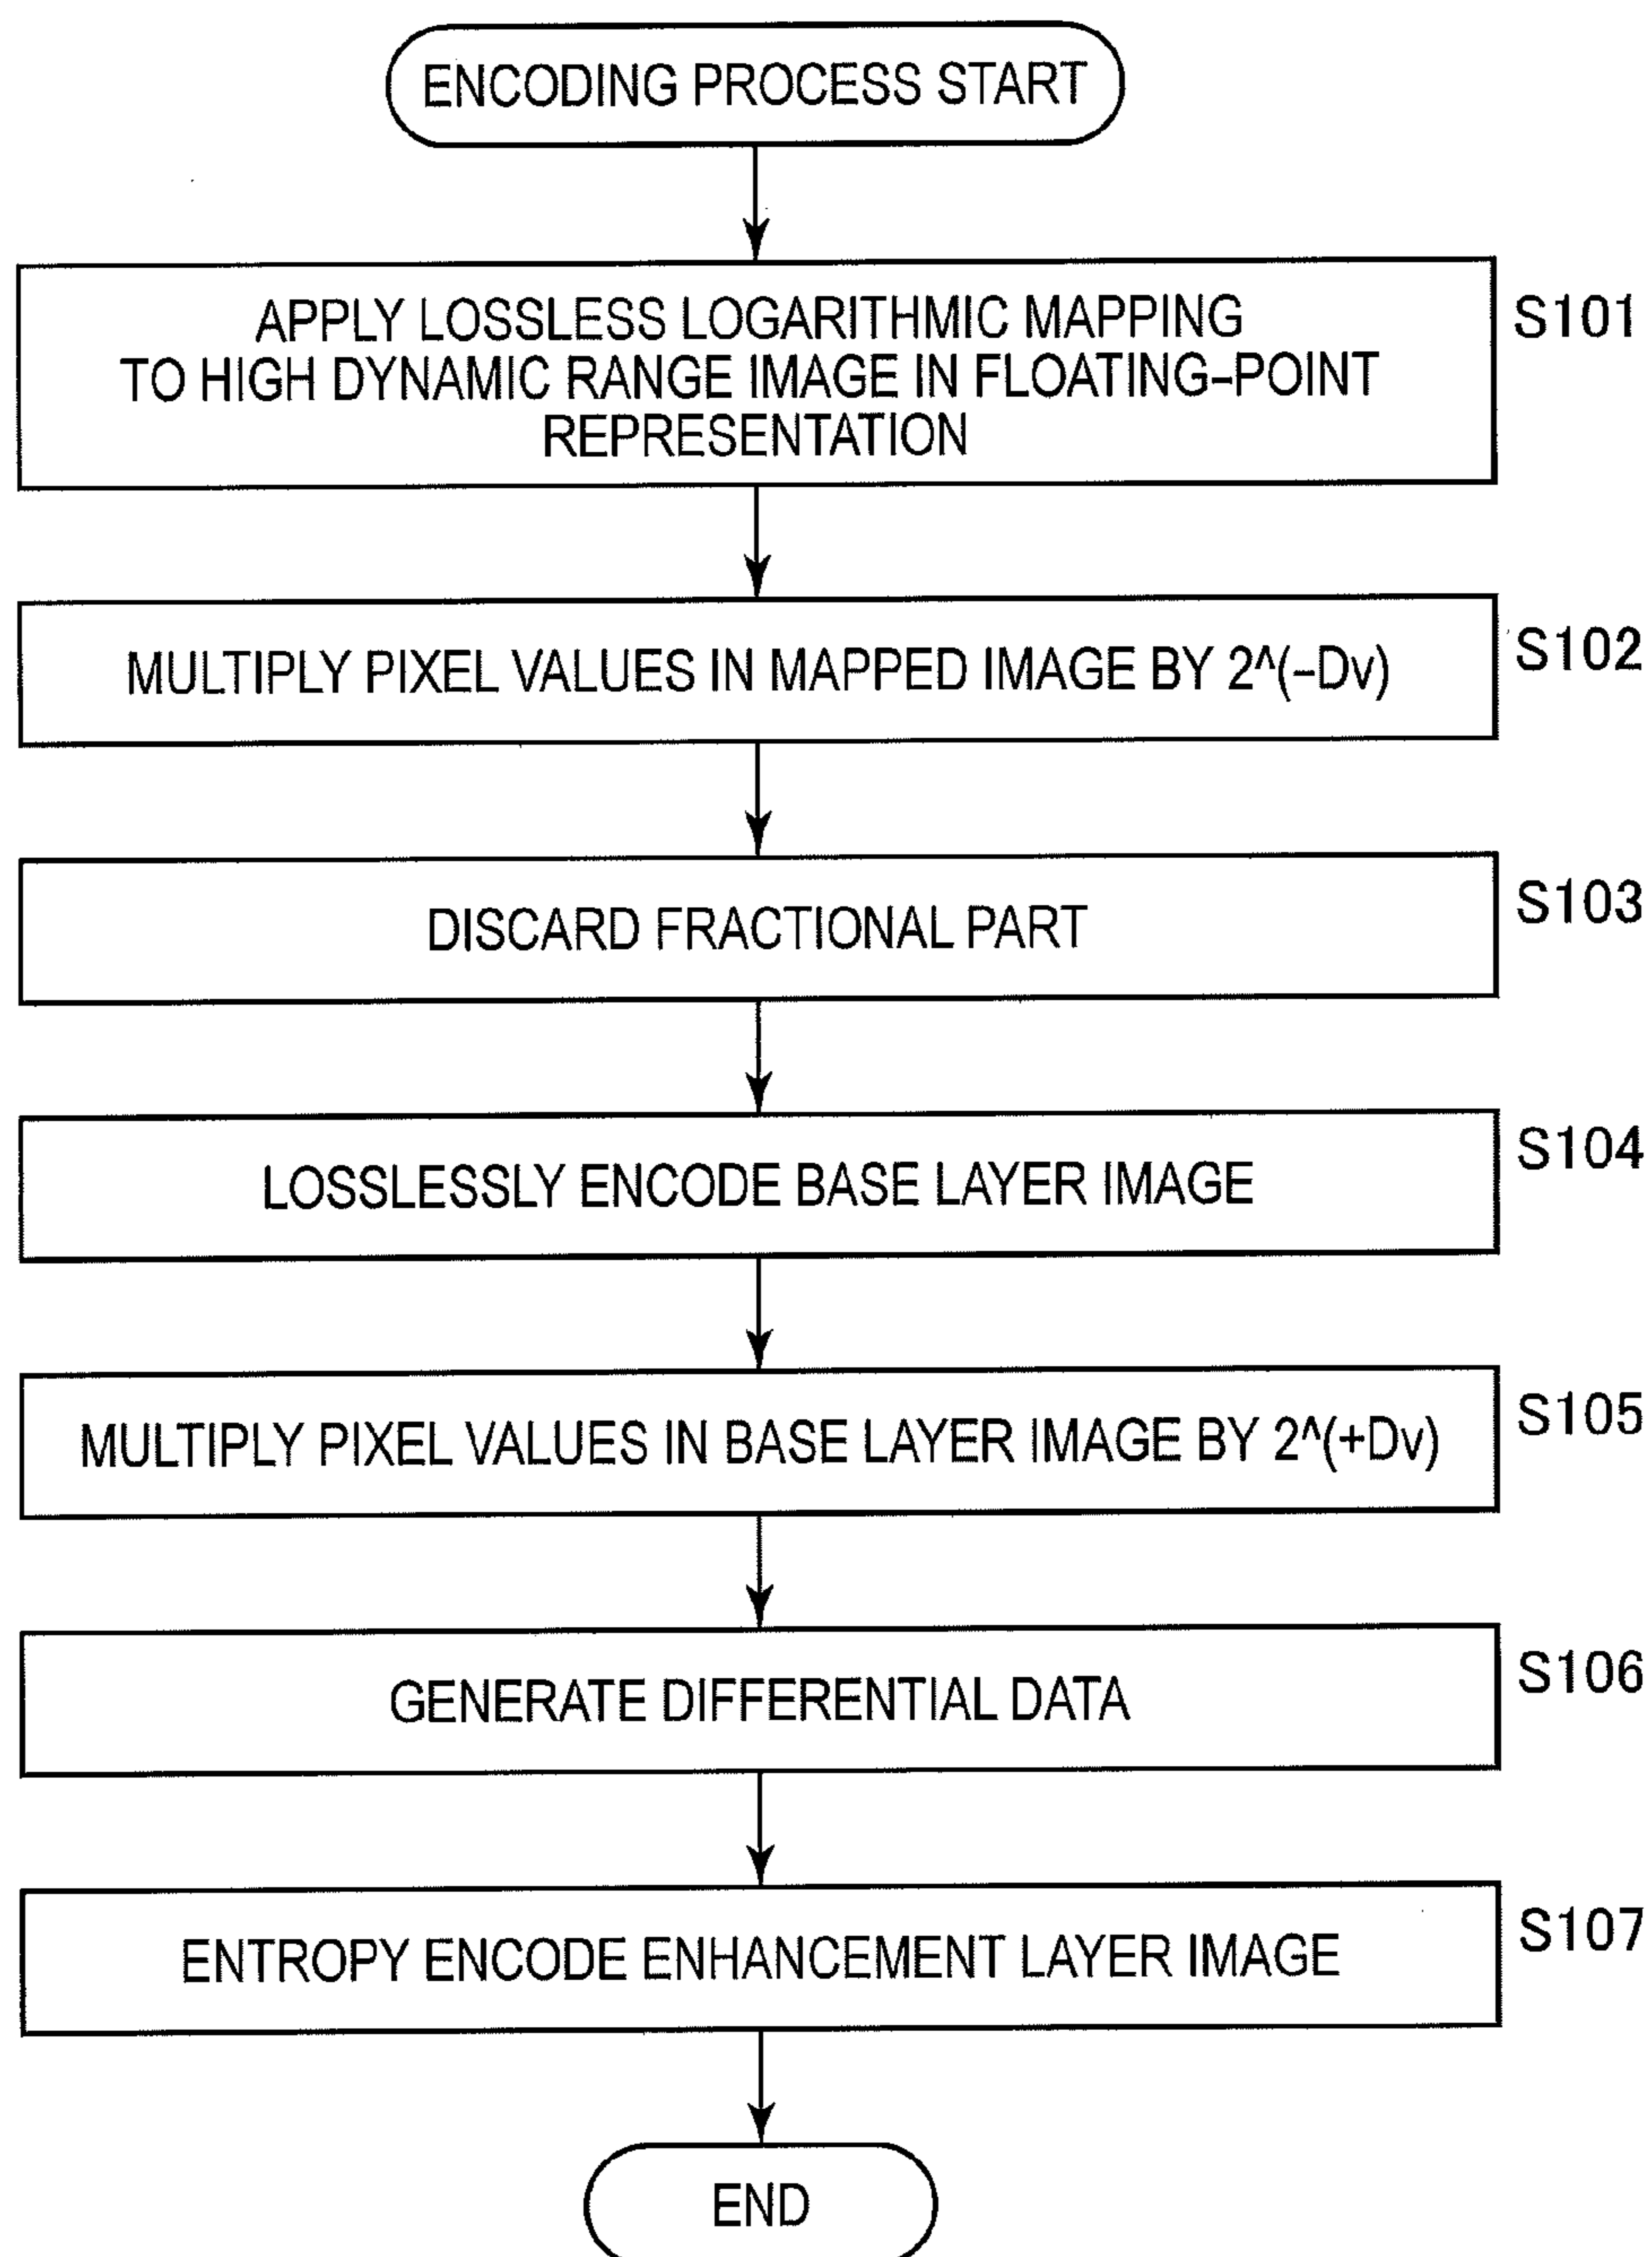 ENCODING PROCESS START
APPLY LOSSLESS LOGARITHMIC MAPPING
TO HIGH DYNAMIC RANGE IMAGE IN FLOATING-POINT
REPRESENTATION
S101
MULTIPLY PIXEL VALUES IN MAPPED IMAGE BY 2^(-Dv)
S102
DISCARD FRACTIONAL PART
S103
LOSSLESSLY ENCODE BASE LAYER IMAGE
S104
MULTIPLY PIXEL VALUES IN BASE LAYER IMAGE BY 2^(+Dv)
S105
GENERATE DIFFERENTIAL DATA
S106
ENTROPY ENCODE ENHANCEMENT LAYER IMAGE
S107
END